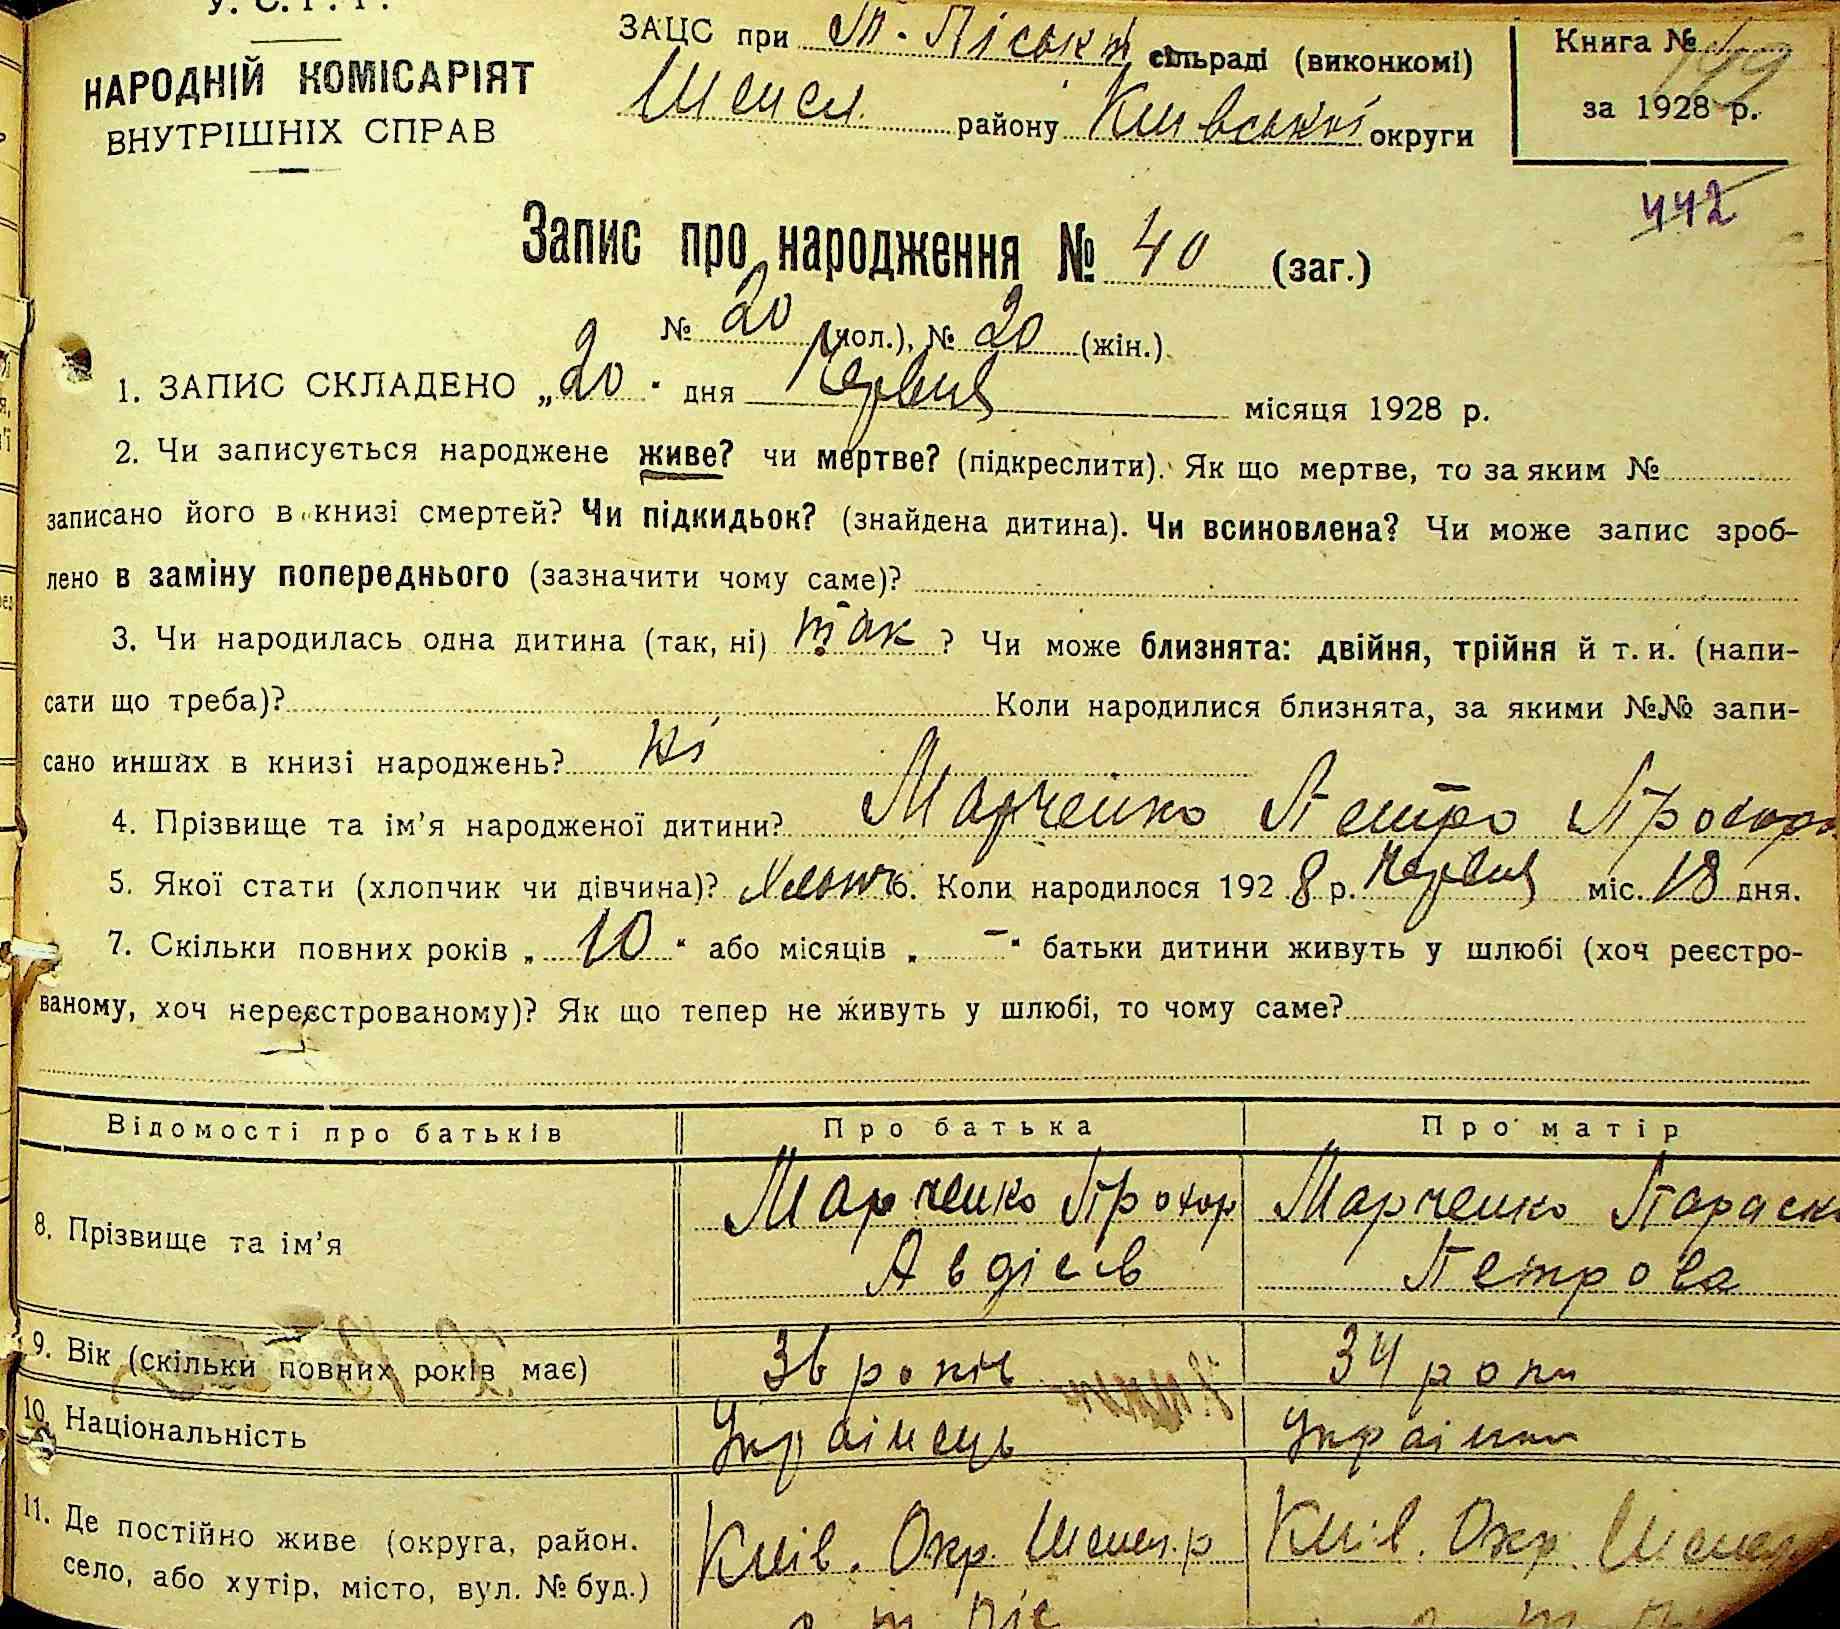 У. С. Р. Р.
НАРОДНІЙ КОМІСАРІЯТ
ВНУТРІШНІХ СПРАВ
ЗАЦС при Т-Піськ. сільраді (виконкомі)
району Київської округи
Книга №
за 1928 р.
442
Запис про народження № 40 (заг.)
№ 20 (чол.), № 20 (жін.)
1. ЗАПИС СКЛАДЕНО „20“ дня Червня місяця 1928 р.
2. Чи записується народжене живе? чи мертве? (підкреслити). Як що мертве, то за яким №
записано його в книзі смертей? Чи підкидьок? (знайдена дитина). Чи всиновлена? Чи може запис зроб-
лено в заміну попереднього (зазначити чому саме)?
3. Чи народилась одна дитина (так, ні) так ? Чи може близнята: двійня, трійня й т. и. (напи-
сати що треба)? Коли народилися близнята, за якими №№ запи-
сано инших в книзі народжень? ні
4. Прізвище та ім'я народженої дитини? Марченко Петро Прохоро
5. Якої стати (хлопчик чи дівчина)? Хлопч. Коли народилося 1928 р. Червня міс. 18 дня.
7. Скільки повних років „10“ або місяців „-“ батьки дитини живуть у шлюбі (хоч реєстро-
ваному, хоч нереєстрованому)? Як що тепер не живуть у шлюбі, то чому саме?
Відомості про батьків Про батька Про матір
8. Прізвище та ім'я Марченко Прохор Марченко Параск
Авдієв Петрова
9. Вік (скільки повних років має) 36 років 34 роки
10. Національність Українець Українки
11. Де постійно живе (округа, район. Київ. Окр.  Київ. Окр.
село, або хутір, місто, вул. № буд.)